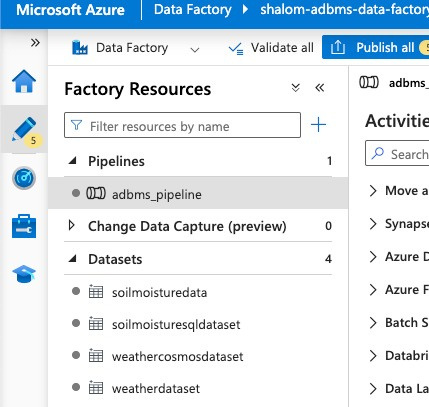 Microsoft Azure
Data Factory
shalom-adbms-data-factory
Data Factory
Validate all
Publish all
5
Factory Resources
adbms_
Filter resources by name
Activitie
Search
Pipelines 1
Move a
adbms_pipeline
Synapse
Change Data Capture (preview) 0
Azure D
Datasets 4
Azure F
soilmoisturedata
Batch S
soilmoisturesqldataset
Databri
weathercosmosdataset
Data La
weatherdataset